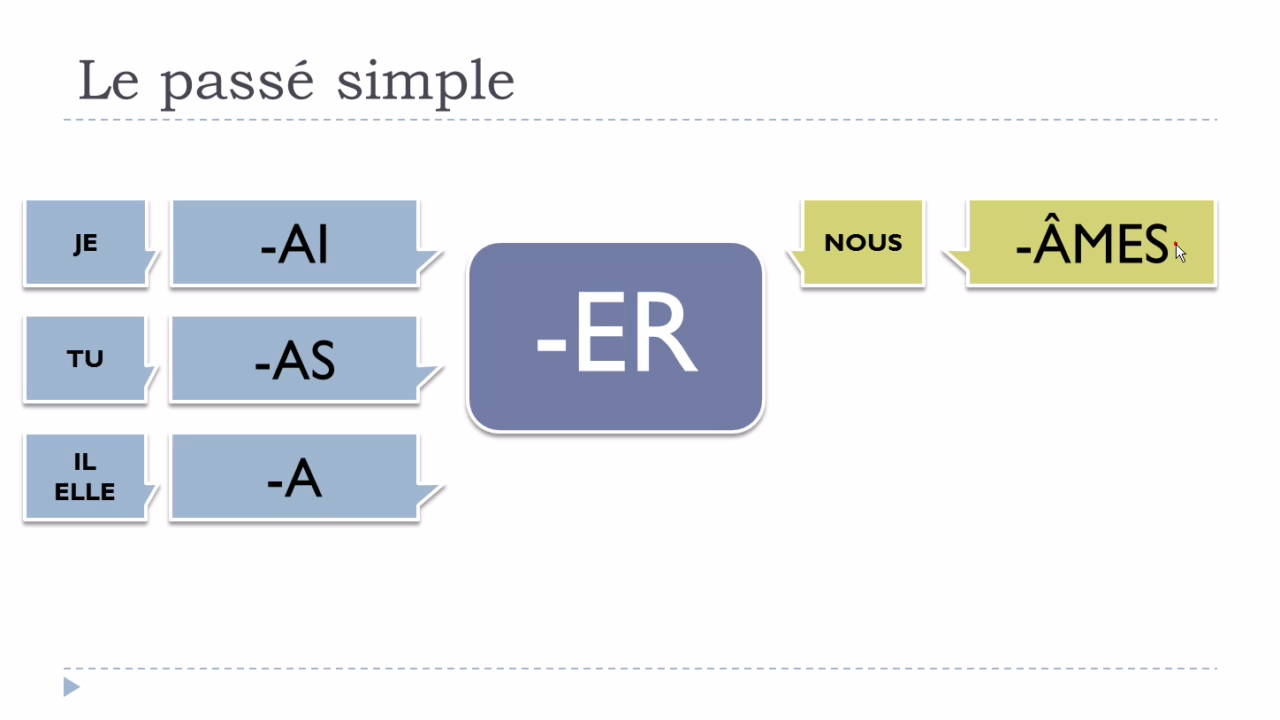 Le passé simple
JE
-AI
TU
-AS
IL
ELLE
-A
-ER
NOUS
-ÂMES